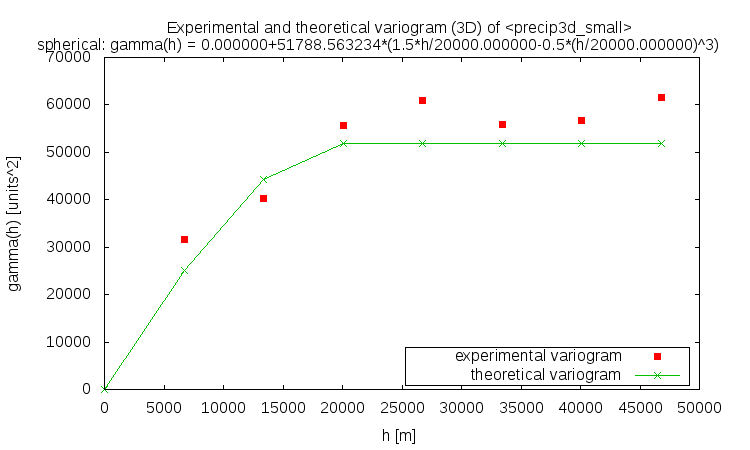 Experimental and theoretical variogram (3D) of <precip3d_small>
spherical: gamma(h) = 0.000000+51788.563234*(1.5*h/20000.000000-0.5*(h/20000.000000)^3)
70000
60000
50000
40000
30000
20000
10000
0
gamma(h) [units^2]
experimental variogram
theoretical variogram
0 5000 10000 15000 20000 25000 30000 35000 40000 45000 50000
h [m]